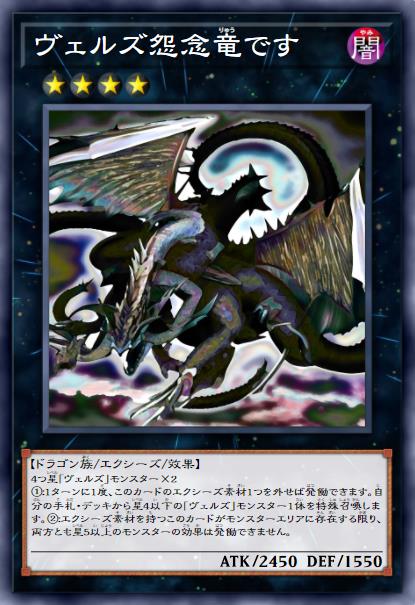 ヴェルズ怨念竜です
闇
【ドラゴン族/エクシーズ/効果】
4つ星「ヴェルズ」モンスター×2
①:1ターンに1度、このカードのエクシーズ素材1つを外せば発働できます。自
分の手札・デッキから星4以下の「ヴェルズ」モンスター1体を特殊召喚しま
す。②:エクシーズ素材を持つこのカードがモンスターエリアに存在する限り、
両方とも星5以上のモンスターの効果は発働できません。
ATK/2450 DEF/1550